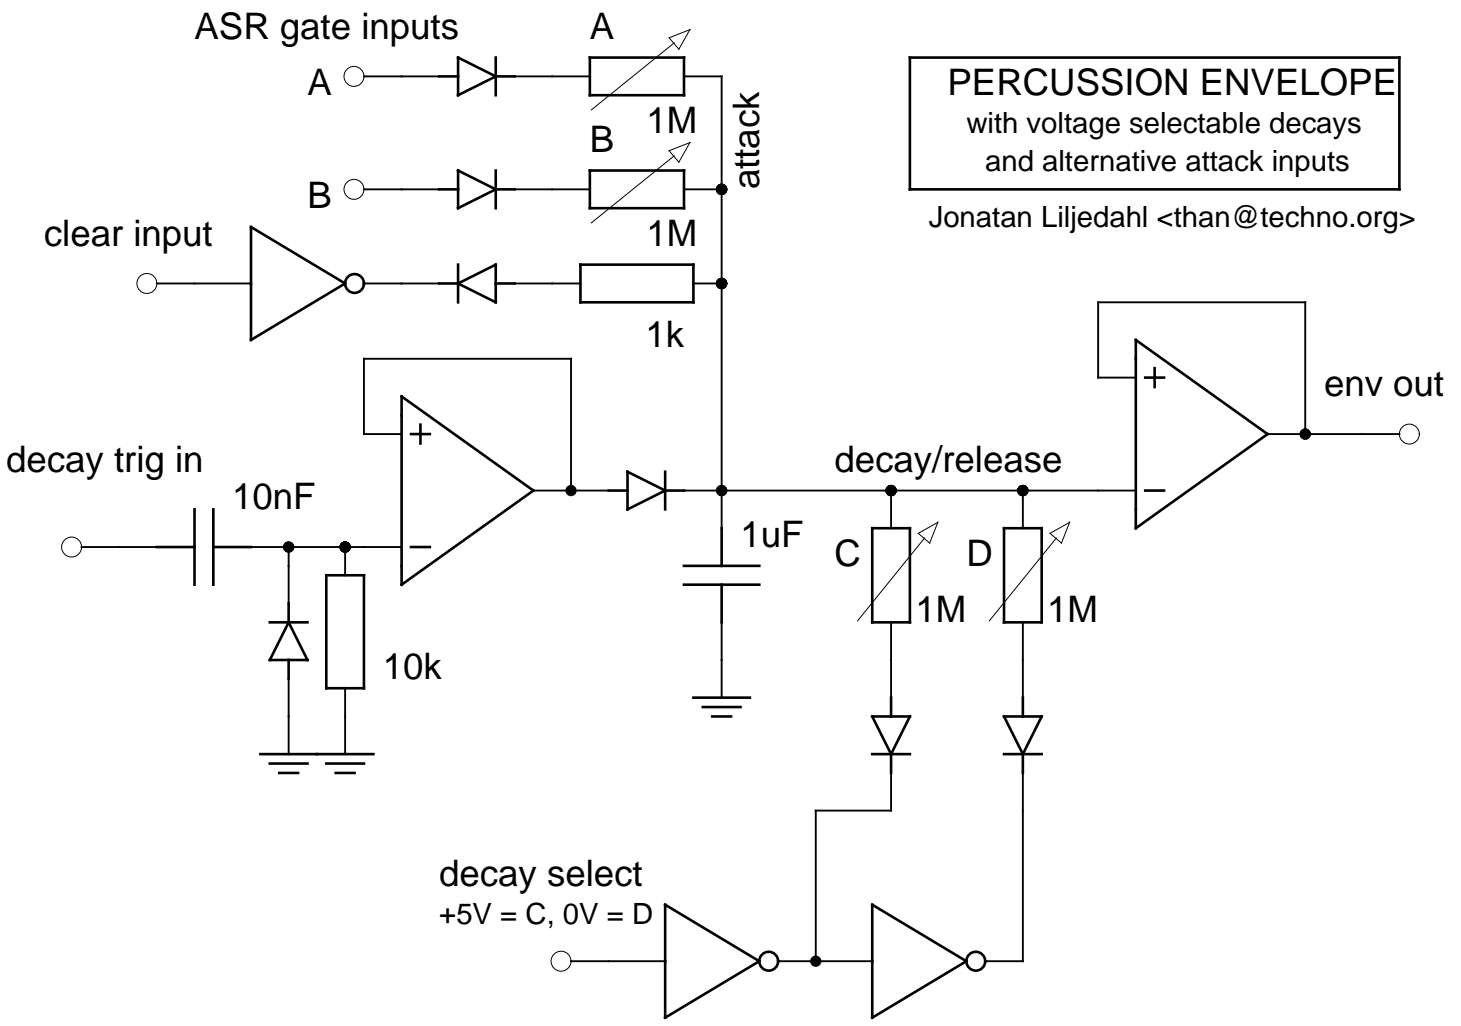 ASR gate inputs
A
A
1M
B
B
1M
attack
PERCUSSION ENVELOPE
with voltage selectable decays
and alternative attack inputs
Jonatan Liljedahl <than@techno.org>
clear input
1k
+
−
env out
decay trig in
10nF
+
−
10k
decay/release
1uF
C
1M
D
1M
decay select
+5V = C, 0V = D